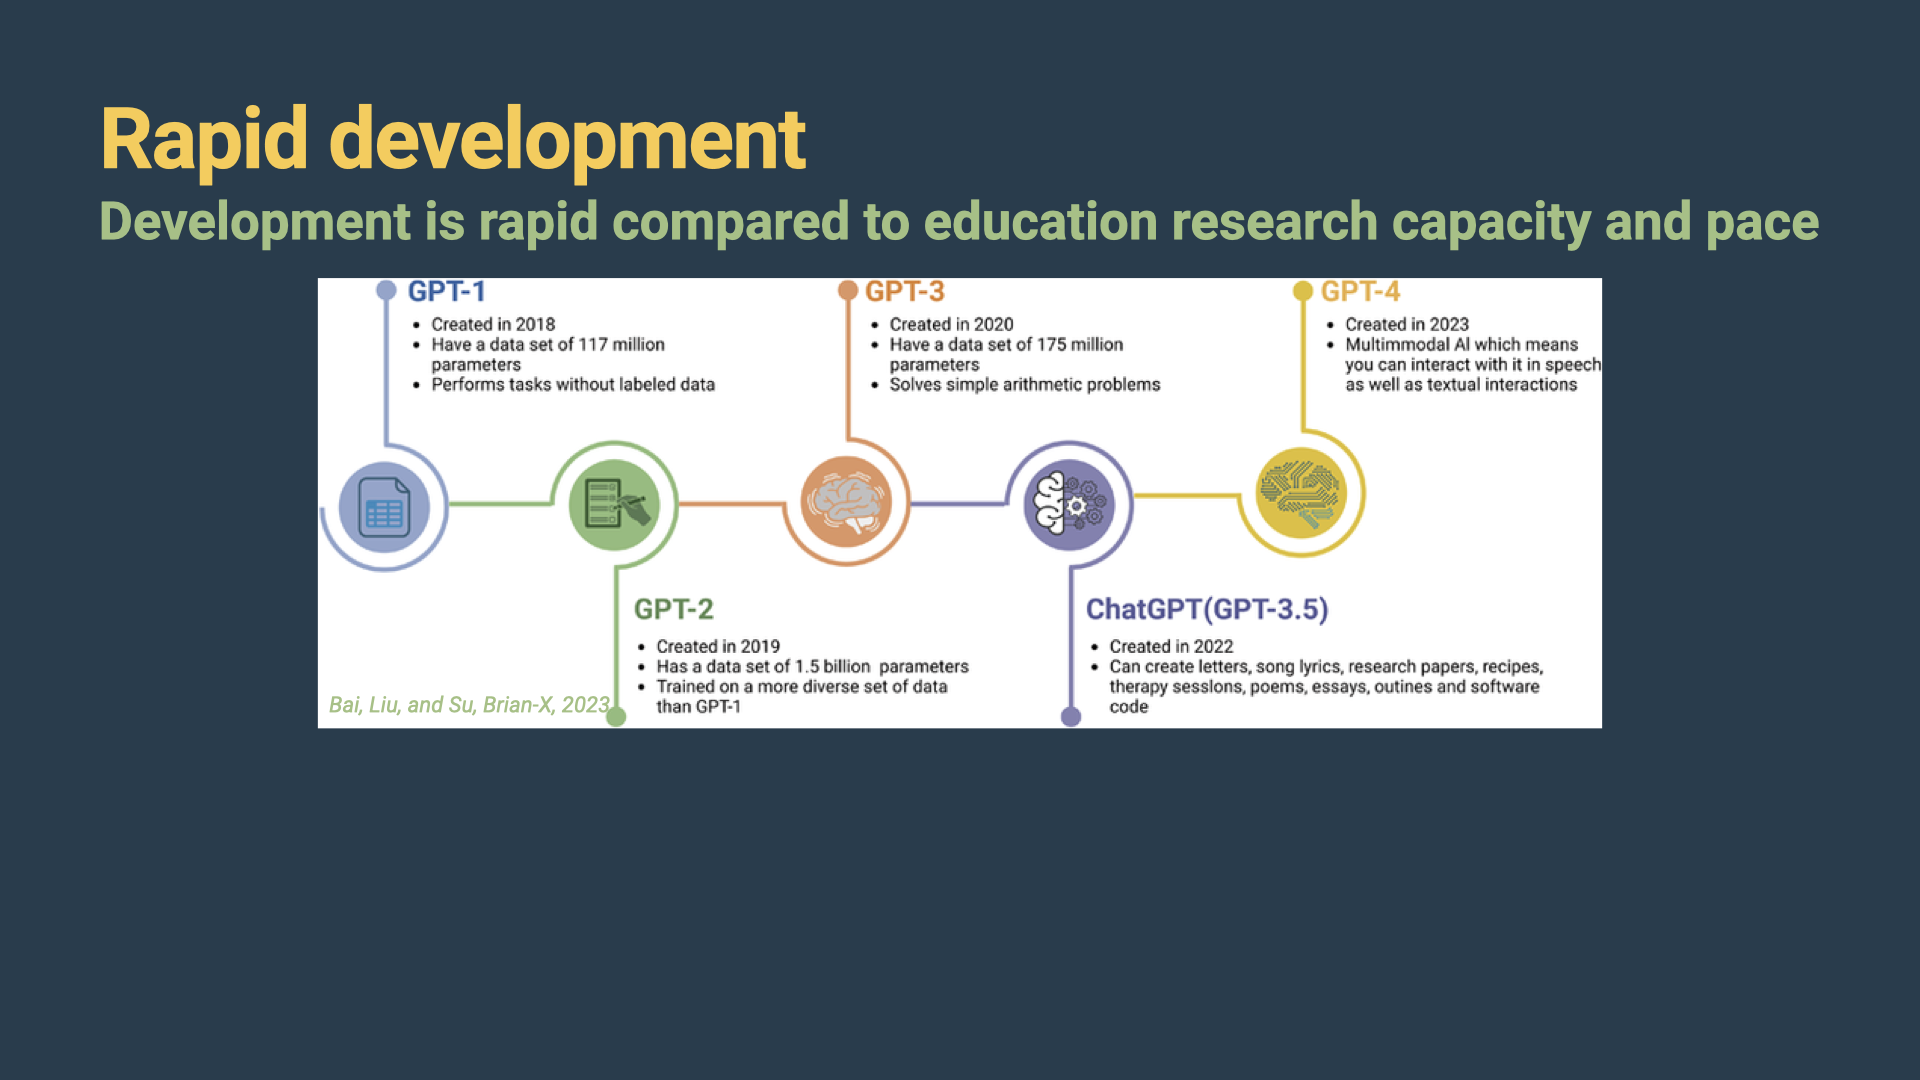 Rapid development
Development is rapid compared to education research capacity and pace
GPT-1
• Created in 2018
• Have a data set of 117 million
parameters
• Performs tasks without labeled data
GPT-3
• Created in 2020
• Have a data set of 175 million
parameters
• Solves simple arithmetic problems
GPT-4
• Created in 2023
• Multimmodal AI which means
you can interact with it in speech
as well as textual interactions
GPT-2
• Created in 2019
• Has a data set of 1.5 billion parameters
• Trained on a more diverse set of data
than GPT-1
ChatGPT(GPT-3.5)
• Created in 2022
• Can create letters, song lyrics, research papers, recipes,
therapy sesslons, poems, essays, outines and software
code
Bai, Liu, and Su, Brian-X, 2023